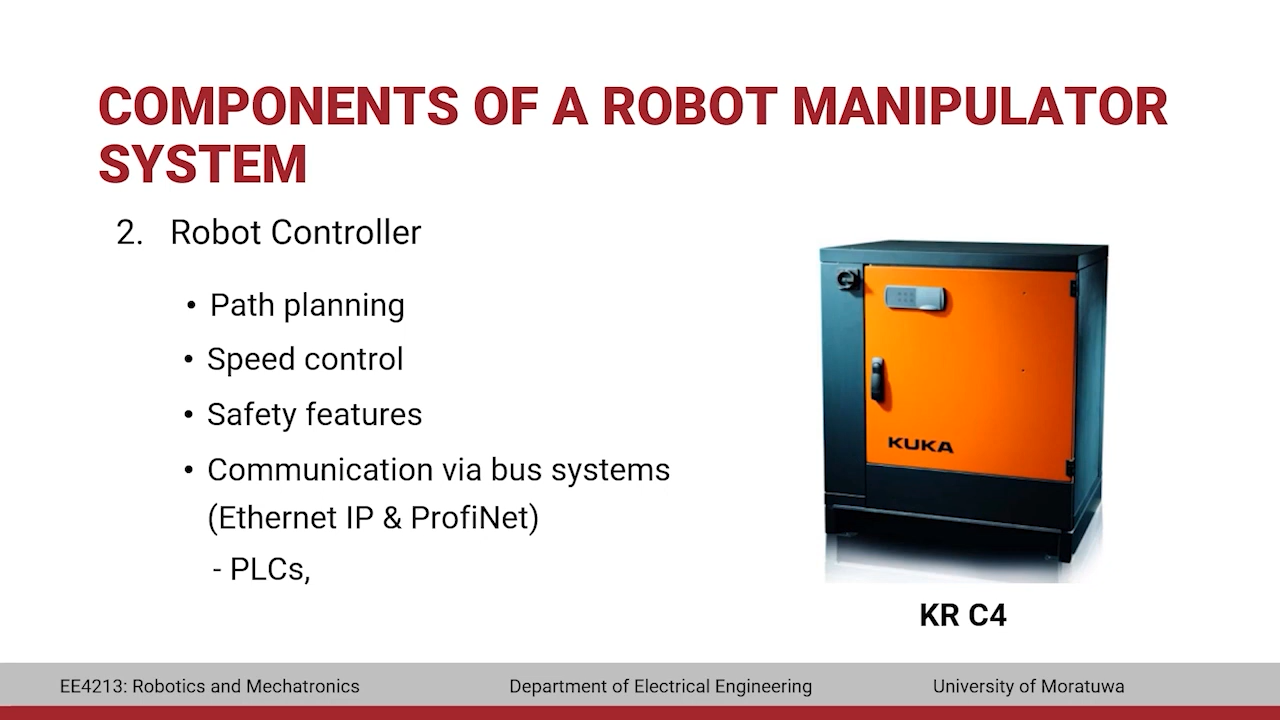 COMPONENTS OF A ROBOT MANIPULATOR
SYSTEM
2. Robot Controller
• Path planning
• Speed control
• Safety features
• Communication via bus systems
(Ethernet IP & ProfiNet)
- PLCs,
KUKA
KR C4
EE4213: Robotics and Mechatronics
Department of Electrical Engineering
University of Moratuwa